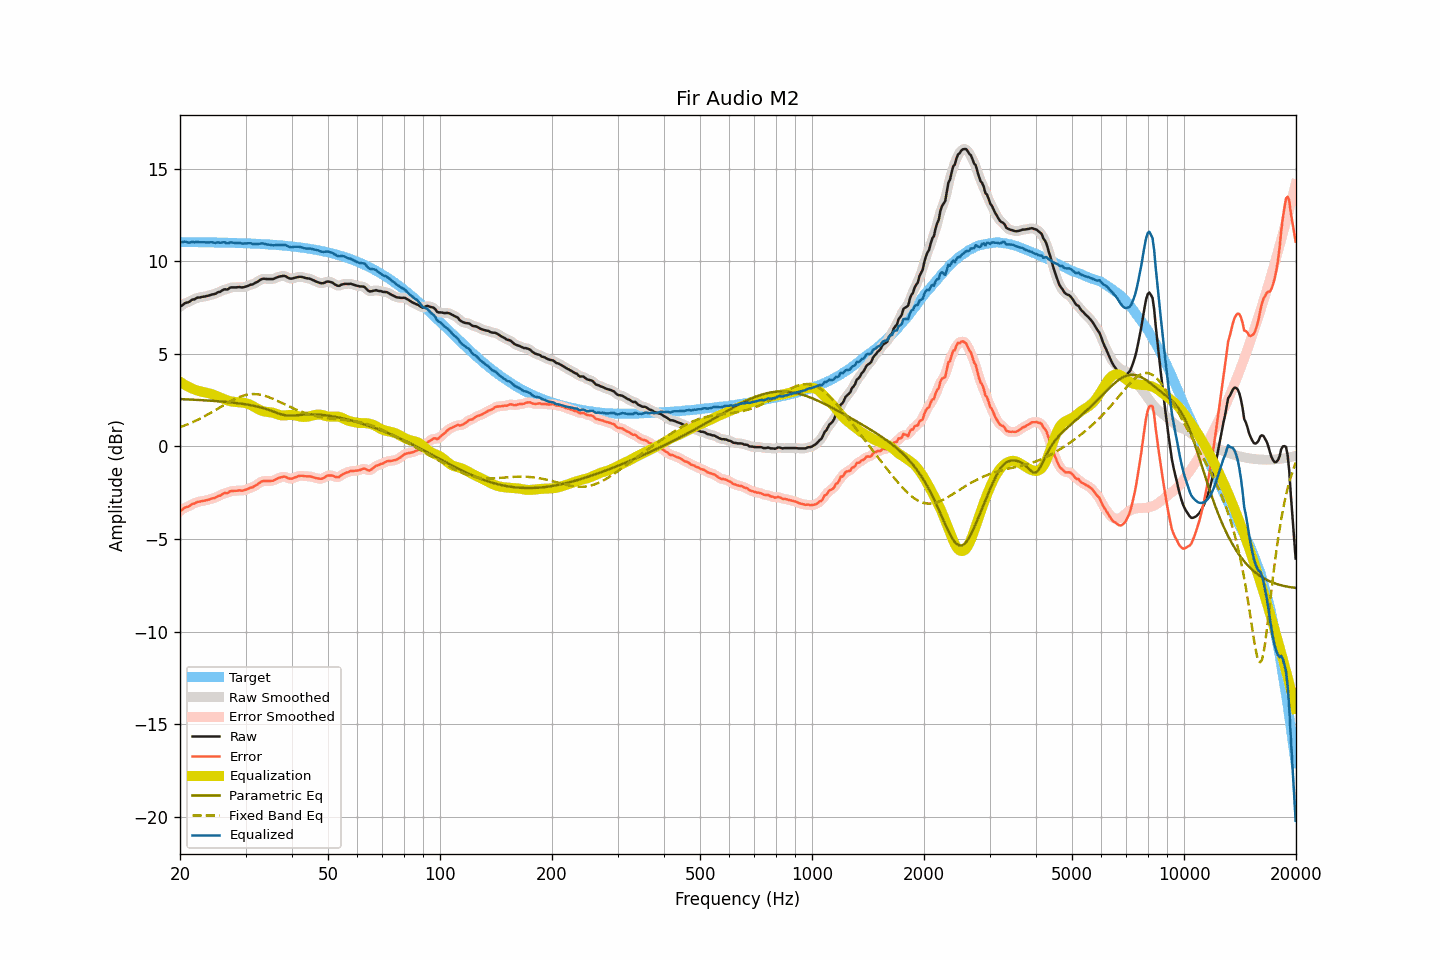 Fir Audio M2
Amplitude (dBr)
15
10
5
0
−5
−10
−15
−20
Target
Raw Smoothed
Error Smoothed
Raw
Error
Equalization
Parametric Eq
Fixed Band Eq
Equalized
20 50 100 200 500 1000 2000 5000 10000 20000
Frequency (Hz)